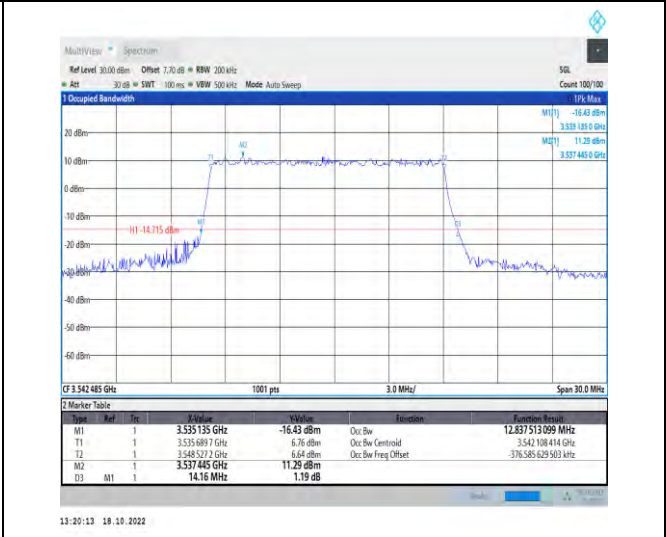 MultiView Spectrum
Ref Level 30.00 dBm Offset 7.70 dB RBW 200 kHz SGL
Att 30 dB SWT 100 ms VBW 500 kHz Mode Auto Sweep Count 100/100
1 Occupied Bandwidth 1Pk Max
M1[1] -16.43 dBm
3.535 135 0 GHz
M2[1] 11.29 dBm
3.537 445 0 GHz
20 dBm
M2
T1 T2
10 dBm
0 dBm
-10 dBm
M1 D3
H1 -14.715 dBm
-20 dBm
-30 dBm
-40 dBm
-50 dBm
-60 dBm
CF 3.542 485 GHz 1001 pts 3.0 MHz/ Span 30.0 MHz
2 Marker Table
Type Ref Trc X-Value Y-Value Function Function Result
M1 1 3.535 135 GHz -16.43 dBm Occ Bw 12.837 513 099 MHz
T1 1 3.535 689 7 GHz 6.76 dBm Occ Bw Centroid 3.542 108 414 GHz
T2 1 3.548 527 2 GHz 6.64 dBm Occ Bw Freq Offset -376.585 629 503 kHz
M2 1 3.537 445 GHz 11.29 dBm
D3 M1 1 14.16 MHz 1.19 dB
13:20:13 18.10.2022